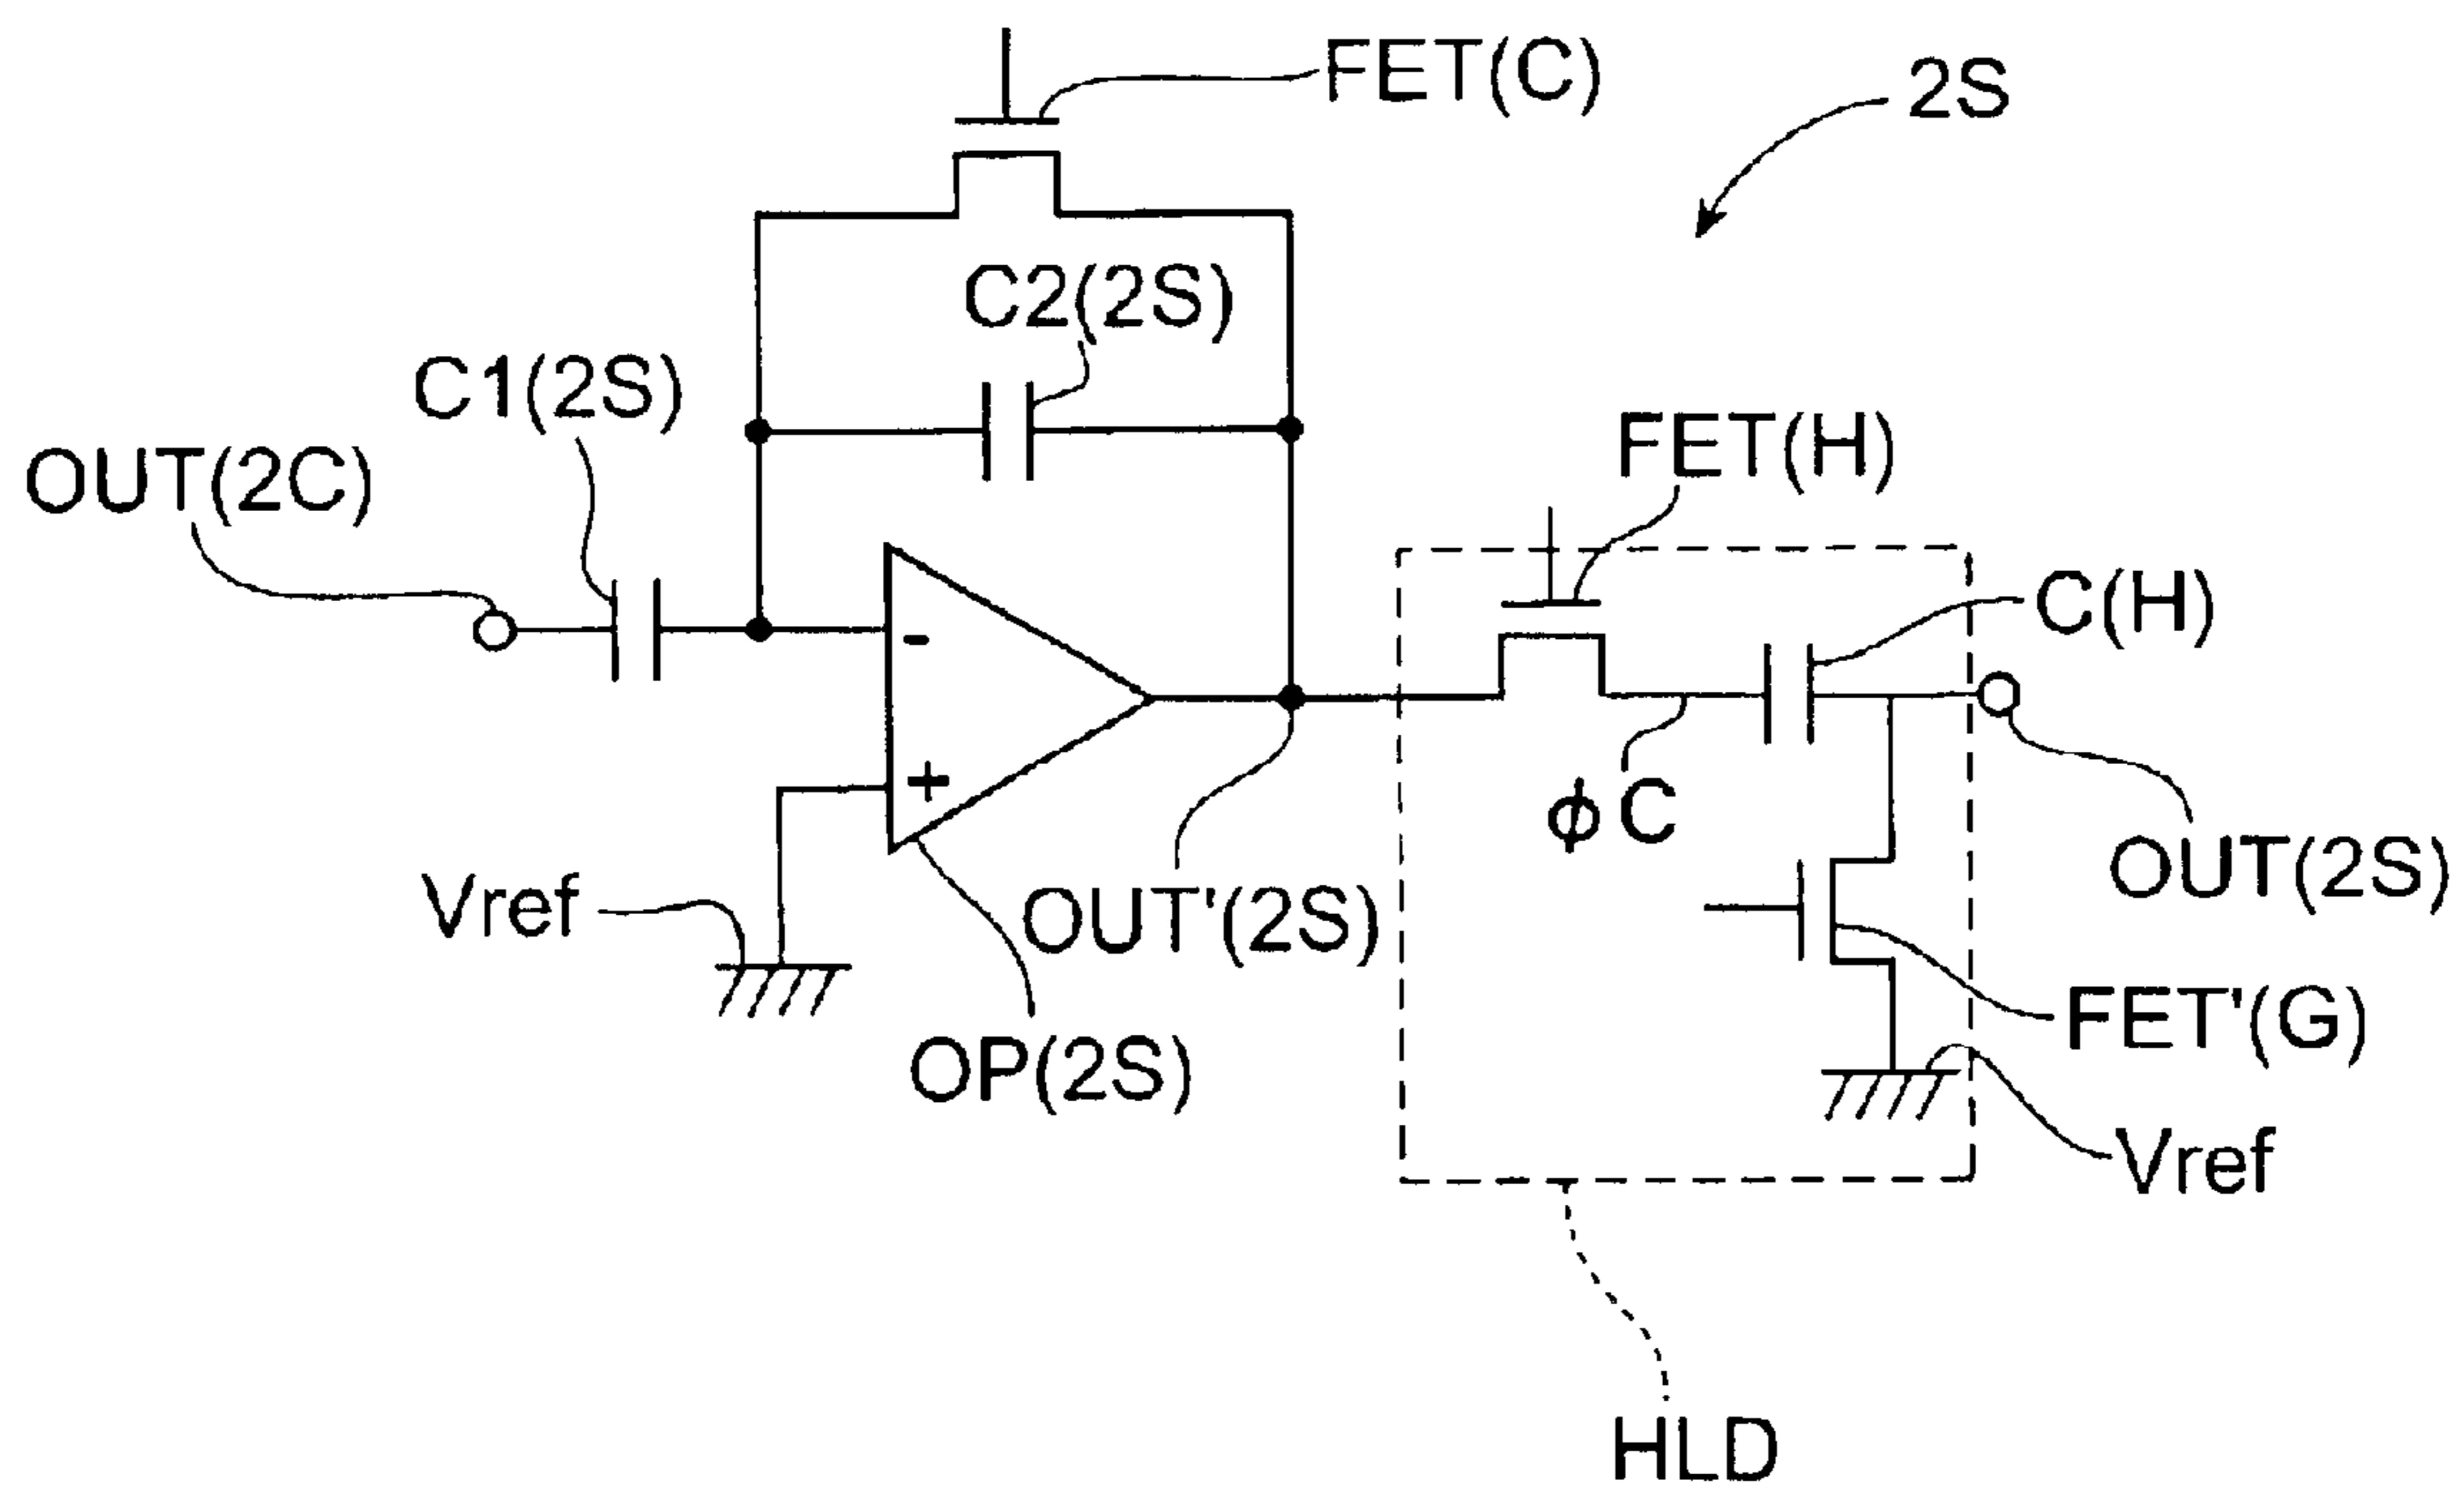 FET(C)
2S
C2(2S)
C1(2S)
OUT(2C)
FET(H)
C(H)
-
+
ϕC
OUT(2S)
Vref
OUT'(2S)
FET'(G)
OP(2S)
Vref
HLD